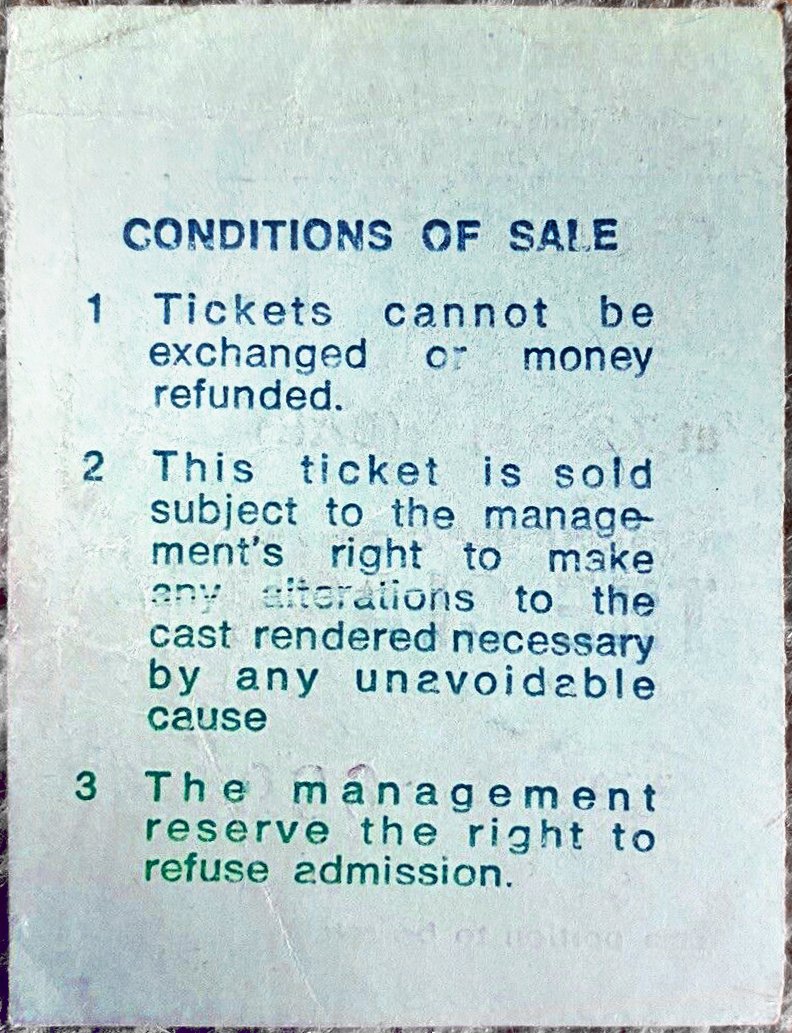 CONDITIONS OF SALE
1 Tickets cannot be
exchanged or money
refunded.
2 This ticket is sold
subject to the manage-
ment's right to make
any alterations to the
cast rendered necessary
by any unavoidable
cause
3 The management
reserve the right to
refuse admission.